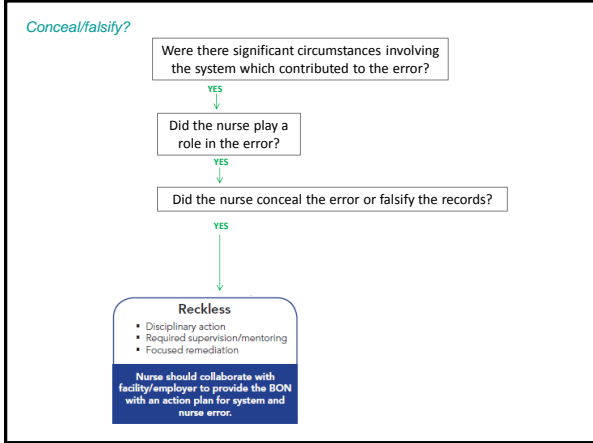 Conceal/falsify?
Were there significant circumstances involving
the system which contributed to the error?
YES
Did the nurse play a
role in the error?
YES
Did the nurse conceal the error or falsify the records?
YES
Reckless
▪ Disciplinary action
▪ Required supervision/mentoring
▪ Focused remediation
Nurse should collaborate with
facility/employer to provide the BON
with an action plan for system and
nurse error.